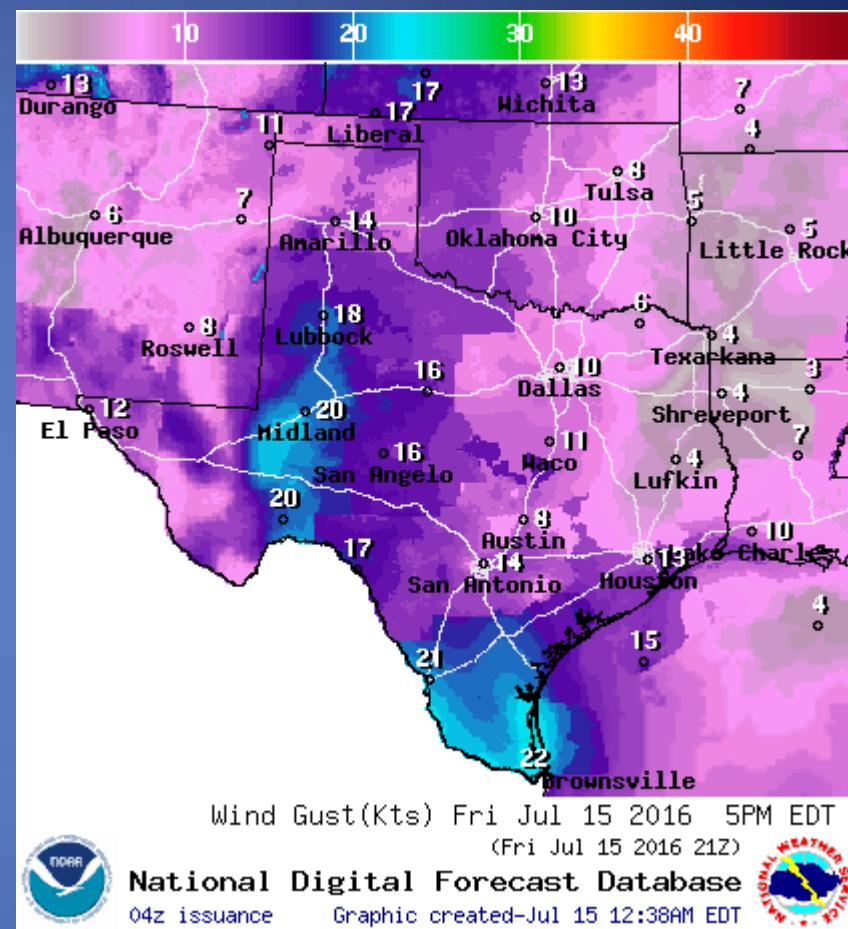 10 20 30 40
13 17 13
Durango Wichita 7
17
Liberal
11 4
8
Tulsa
6 7 14 10 5 5
Albuquerque Amarillo Oklahoma City Little Rock
18 6
8 Lubbock 4
Roswell Texarkana
16 10
Dallas 4 3
12 20 Shreveport
El Paso Midland
16 11 7
San Angelo Waco 4
Lufkin
20 8 10
Austin Lake Charles
17 14 13
San Antonio Houston
4
15
21
22
Brownsville
Wind Gust(Kts) Fri Jul 15 2016 5PM EDT
(Fri Jul 15 2016 21Z)
National Digital Forecast Database
04z issuance Graphic created-Jul 15 12:38AM EDT
NOAA
NATIONAL WEATHER SERVICE